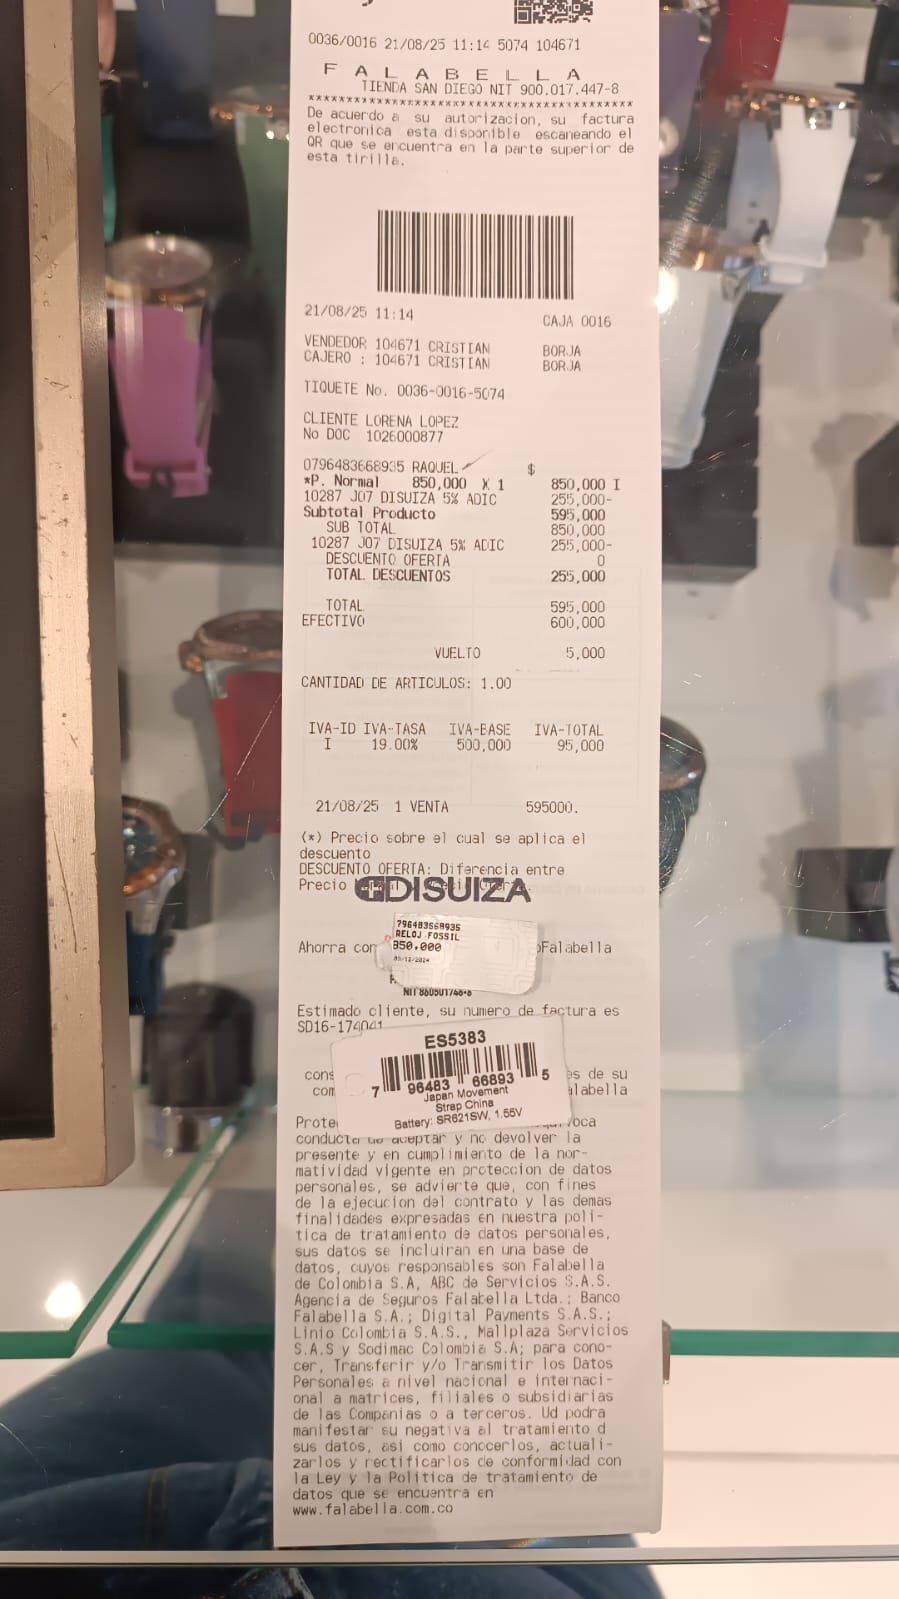 0036/0016 21/08/25 11:14 5074 104671
F A L A B E L L A
TIENDA SAN DIEGO NIT 900.017.447-8
******************************************
De acuerdo a su autorizacion, su factura
electronica esta disponible escaneando el
QR que se encuentra en la parte superior de
esta tirilla.
21/08/25 11:14 CAJA 0016
VENDEDOR 104671 CRISTIAN BORJA
CAJERO : 104671 CRISTIAN BORJA
TIQUETE No. 0036-0016-5074
CLIENTE LORENA LOPEZ
No DOC 1026000877
0796483668935 RAQUEL $
*P. Normal 850,000 X 1 850,000 I
10287 J07 DISUIZA 5% ADIC 255,000-
Subtotal Producto 595,000
SUB TOTAL 850,000
10287 J07 DISUIZA 5% ADIC 255,000-
DESCUENTO OFERTA 0
TOTAL DESCUENTOS 255,000
TOTAL 595,000
EFECTIVO 600,000
VUELTO 5,000
CANTIDAD DE ARTICULOS: 1.00
IVA-ID IVA-TASA IVA-BASE IVA-TOTAL
I 19.00% 500,000 95,000
21/08/25 1 VENTA 595000.
(*) Precio sobre el cual se aplica el
descuento
DESCUENTO OFERTA: Diferencia entre
Precio
DISUIZA
796483668935
RELOJ FOSSIL
850,000
03/12/2024
Ahorra con Falabella
NIT 860501746-6
Estimado cliente, su numero de factura es
SD16-174041
ES5383
7 96483 66893 5
Japan Movement
Strap China
Battery: SR621SW, 1.55V
cons es de su
com alabella
Prote voca
conducta de aceptar y no devolver la
presente y en cumplimiento de la nor-
matividad vigente en proteccion de datos
personales, se advierte que, con fines
de la ejecucion del contrato y las demas
finalidades expresadas en nuestra poli-
tica de tratamiento de datos personales,
sus datos se incluiran en una base de
datos, cuyos responsables son Falabella
de Colombia S.A, ABC de Servicios S.A.S.
Agencia de Seguros Falabella Ltda.; Banco
Falabella S.A.; Digital Payments S.A.S.;
Linio Colombia S.A.S., Mallplaza Servicios
S.A.S y Sodimac Colombia S.A; para cono-
cer, Transferir y/o Transmitir los Datos
Personales a nivel nacional e internaci-
onal a matrices, filiales o subsidiarias
de las Companias o a terceros. Ud podra
manifestar su negativa al tratamiento d
sus datos, asi como conocerlos, actuali-
zarlos y rectificarlos de conformidad con
la Ley y la Politica de tratamiento de
datos que se encuentra en
www.falabella.com.co